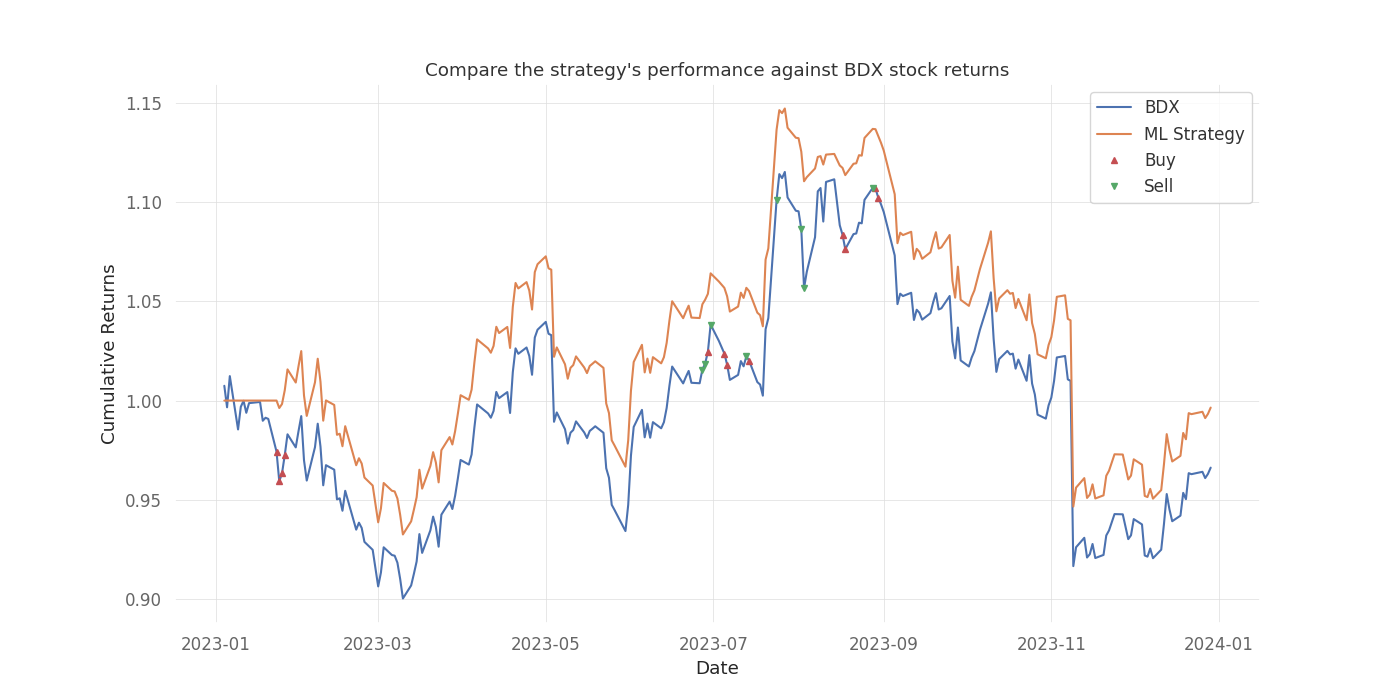 Compare the strategy's performance against BDX stock returns
BDX
ML Strategy
Buy
Sell
Cumulative Returns
1.15
1.10
1.05
1.00
0.95
0.90
2023-01 2023-03 2023-05 2023-07 2023-09 2023-11 2024-01
Date